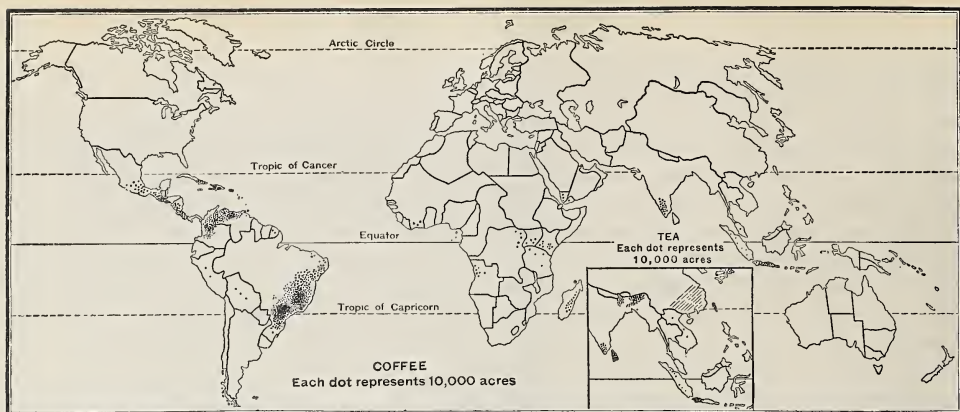 Arctic Circle
Tropic of Cancer
Equator
TEA
Each dot represents
10,000 acres
Tropic of Capricorn
COFFEE
Each dot represents 10,000 acres